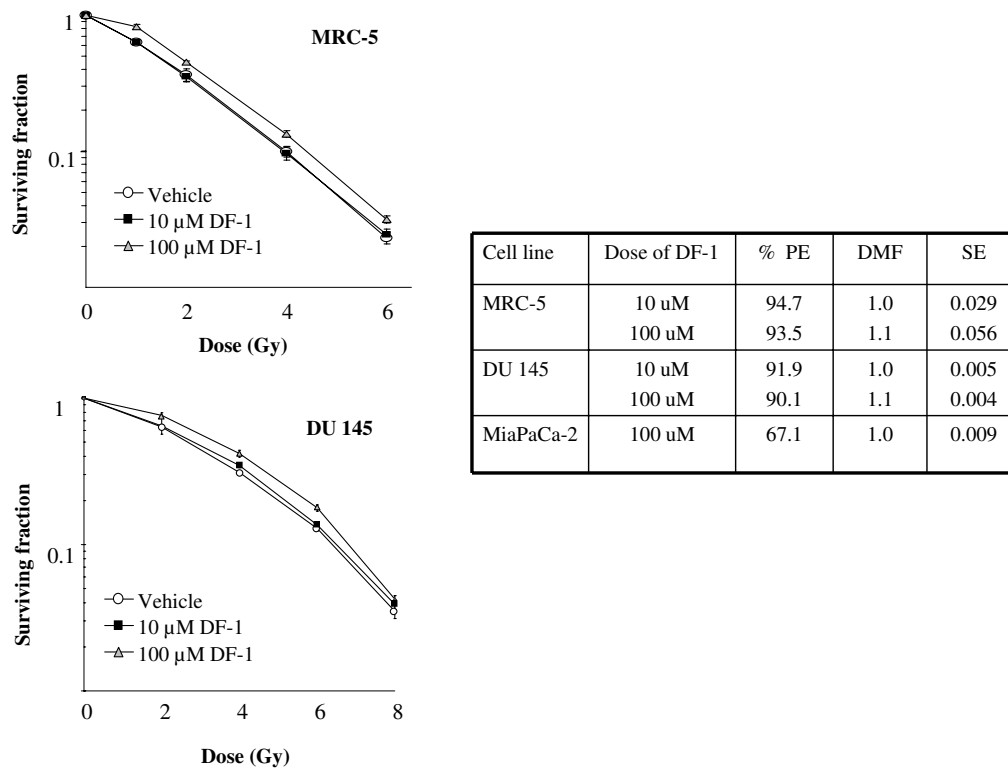 MRC-5
Surviving fraction
1
0.1
Vehicle
10 µM DF-1
100 µM DF-1
0 2 4 6
Dose (Gy)
DU 145
Surviving fraction
1
0.1
Vehicle
10 µM DF-1
100 µM DF-1
0 2 4 6 8
Dose (Gy)
Cell line Dose of DF-1 % PE DMF SE
MRC-5 10 uM 94.7 1.0 0.029
100 uM 93.5 1.1 0.056
DU 145 10 uM 91.9 1.0 0.005
100 uM 90.1 1.1 0.004
MiaPaCa-2 100 uM 67.1 1.0 0.009